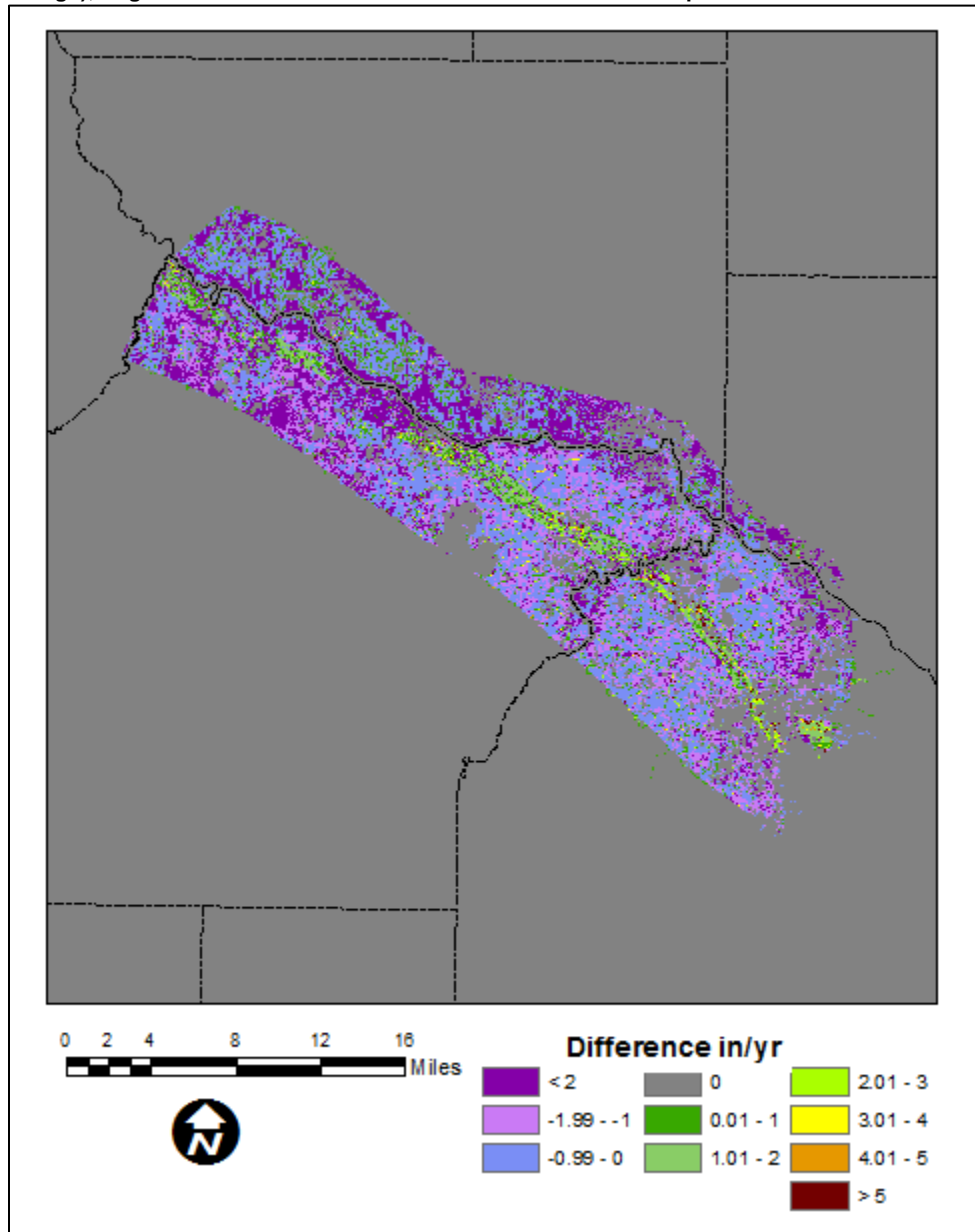 0 2 4 8 12 16
Miles
N
Difference in/yr
< 2 0 2.01 - 3
-1.99 - -1 0.01 - 1 3.01 - 4
-0.99 - 0 1.01 - 2 4.01 - 5
> 5